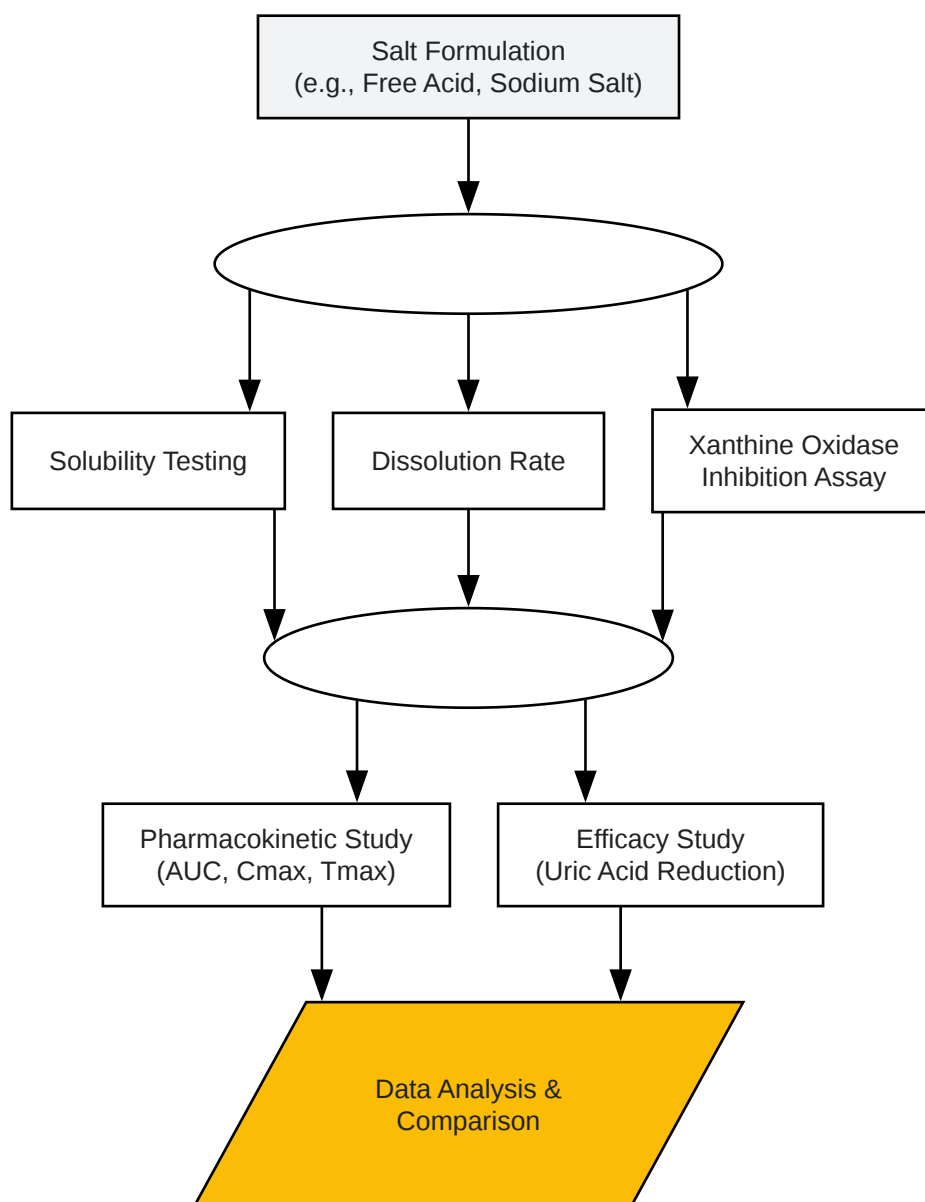 Salt Formulation
(e.g., Free Acid, Sodium Salt)
Solubility Testing
Dissolution Rate
Xanthine Oxidase
Inhibition Assay
Pharmacokinetic Study
(AUC, Cmax, Tmax)
Efficacy Study
(Uric Acid Reduction)
Data Analysis &
Comparison